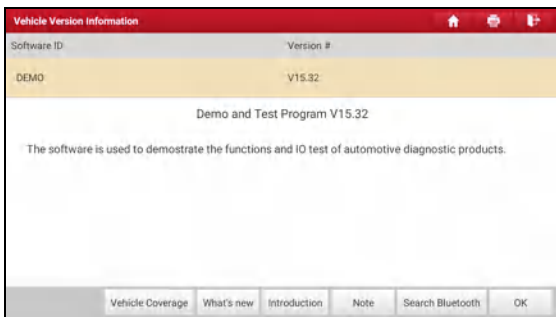 Vehicle Version Information
Software ID Version #
DEMO V15.32
Demo and Test Program V15.32
The software is used to demostrate the functions and IO test of automotive diagnostic products.
Vehicle Coverage What's new Introduction Note Search Bluetooth OK